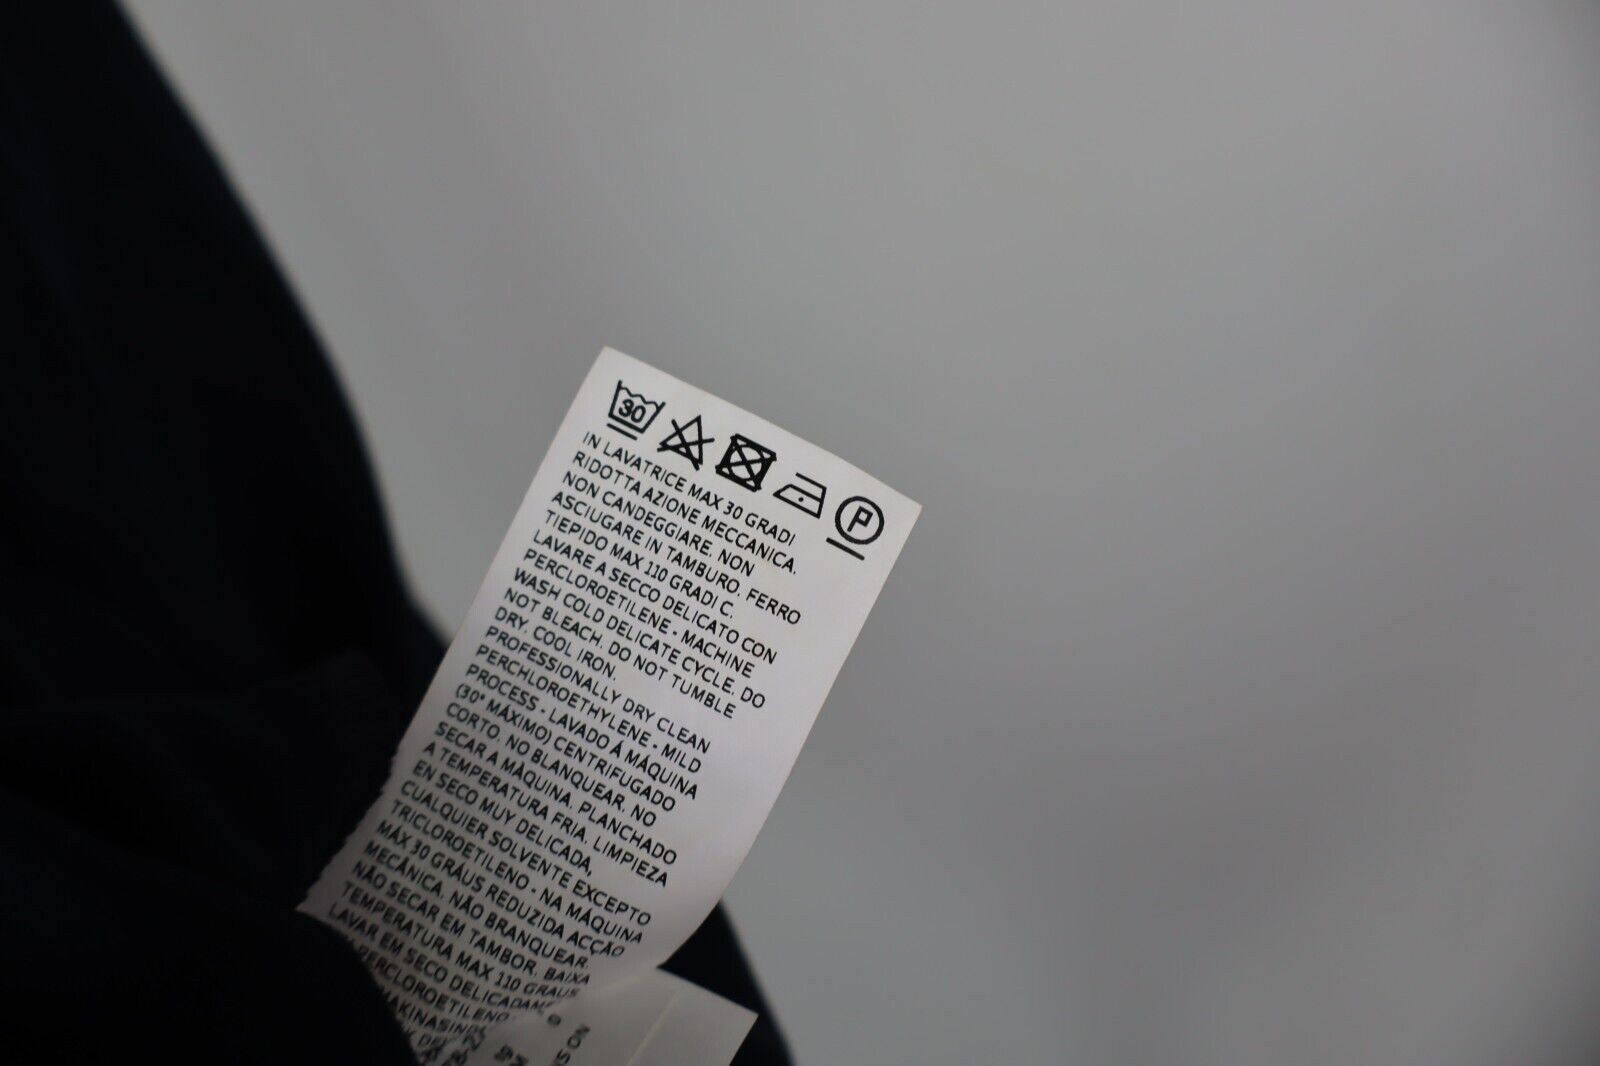 30
P
IN LAVATRICE MAX 30 GRADI
RIDOTTA AZIONE MECCANICA.
NON CANDEGGIARE. NON
ASCIUGARE IN TAMBURO. FERRO
TIEPIDO MAX 110 GRADI C.
LAVARE A SECCO DELICATO CON
PERCLOROETILENE - MACHINE
WASH COLD DELICATE CYCLE. DO
NOT BLEACH. DO NOT TUMBLE
DRY. COOL IRON.
PROFESSIONALLY DRY CLEAN
PERCHLOROETHYLENE - MILD
PROCESS - LAVADO Á MÁQUINA
(30° MÁXIMO) CENTRIFUGADO
CORTO. NO BLANQUEAR. NO
SECAR A MÁQUINA. PLANCHADO
A TEMPERATURA FRIA. LIMPIEZA
EN SECO MUY DELICADA,
CUALQUIER SOLVENTE EXCEPTO
TRICLOROETILENO - NA MÁQUINA
MÁX 30 GRÁUS REDUZIDA ACÇÃO
MECÂNICA. NÃO BRANQUEAR.
NÃO SECAR EM TAMBOR. BAIXA
TEMPERATURA MAX 110 GRAUS
LAVAR EM SECO